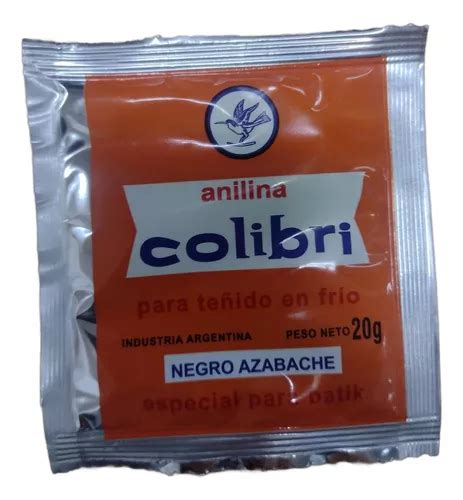 anilina
colibri
para teñido en frio
INDUSTRIA ARGENTINA PESO NETO 20g
NEGRO AZABACHE
especial para batik